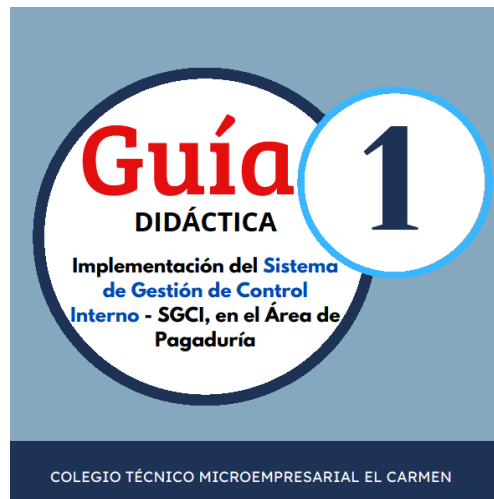 Guía
1
DIDÁCTICA
Implementación del Sistema
de Gestión de Control
Interno - SGCI, en el Área de
Pagaduría
COLEGIO TÉCNICO MICROEMPRESARIAL EL CARMEN